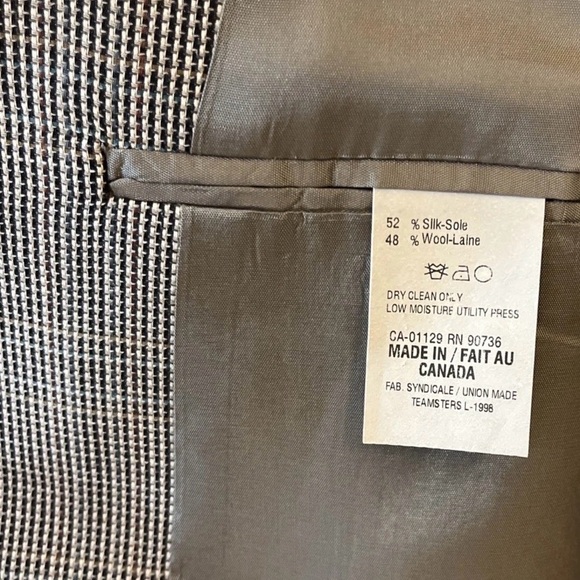 52 % Silk-Soie
48 % Wool-Laine
DRY CLEAN ONLY
LOW MOISTURE UTILITY PRESS
CA-01129 RN 90736
MADE IN / FAIT AU
CANADA
FAB. SYNDICALE / UNION MADE
TEAMSTERS L-1998